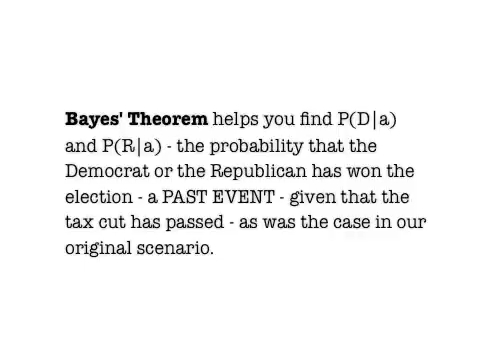 Bayes' Theorem helps you find P(D|a)
and P(R|a) - the probability that the
Democrat or the Republican has won the
election - a PAST EVENT - given that the
tax cut has passed - as was the case in our
original scenario.